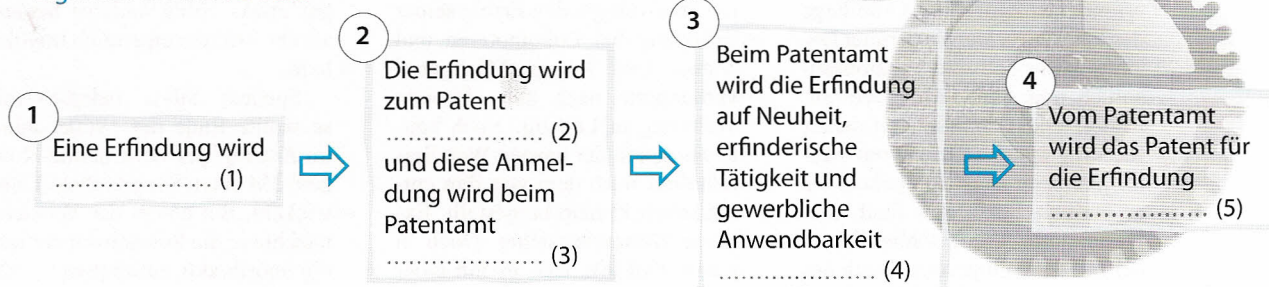 1
Eine Erfindung wird
..................... (1)
2
Die Erfindung wird
zum Patent
(2)
und diese Anmel-
dung wird beim
Patentamt
..................... (3)
3
Beim Patentamt
wird die Erfindung
auf Neuheit,
erfinderische
Tätigkeit und
gewerbliche
Anwendbarkeit
..................... (4)
4
Vom Patentamt
wird das Patent für
die Erfindung
..................... (5)